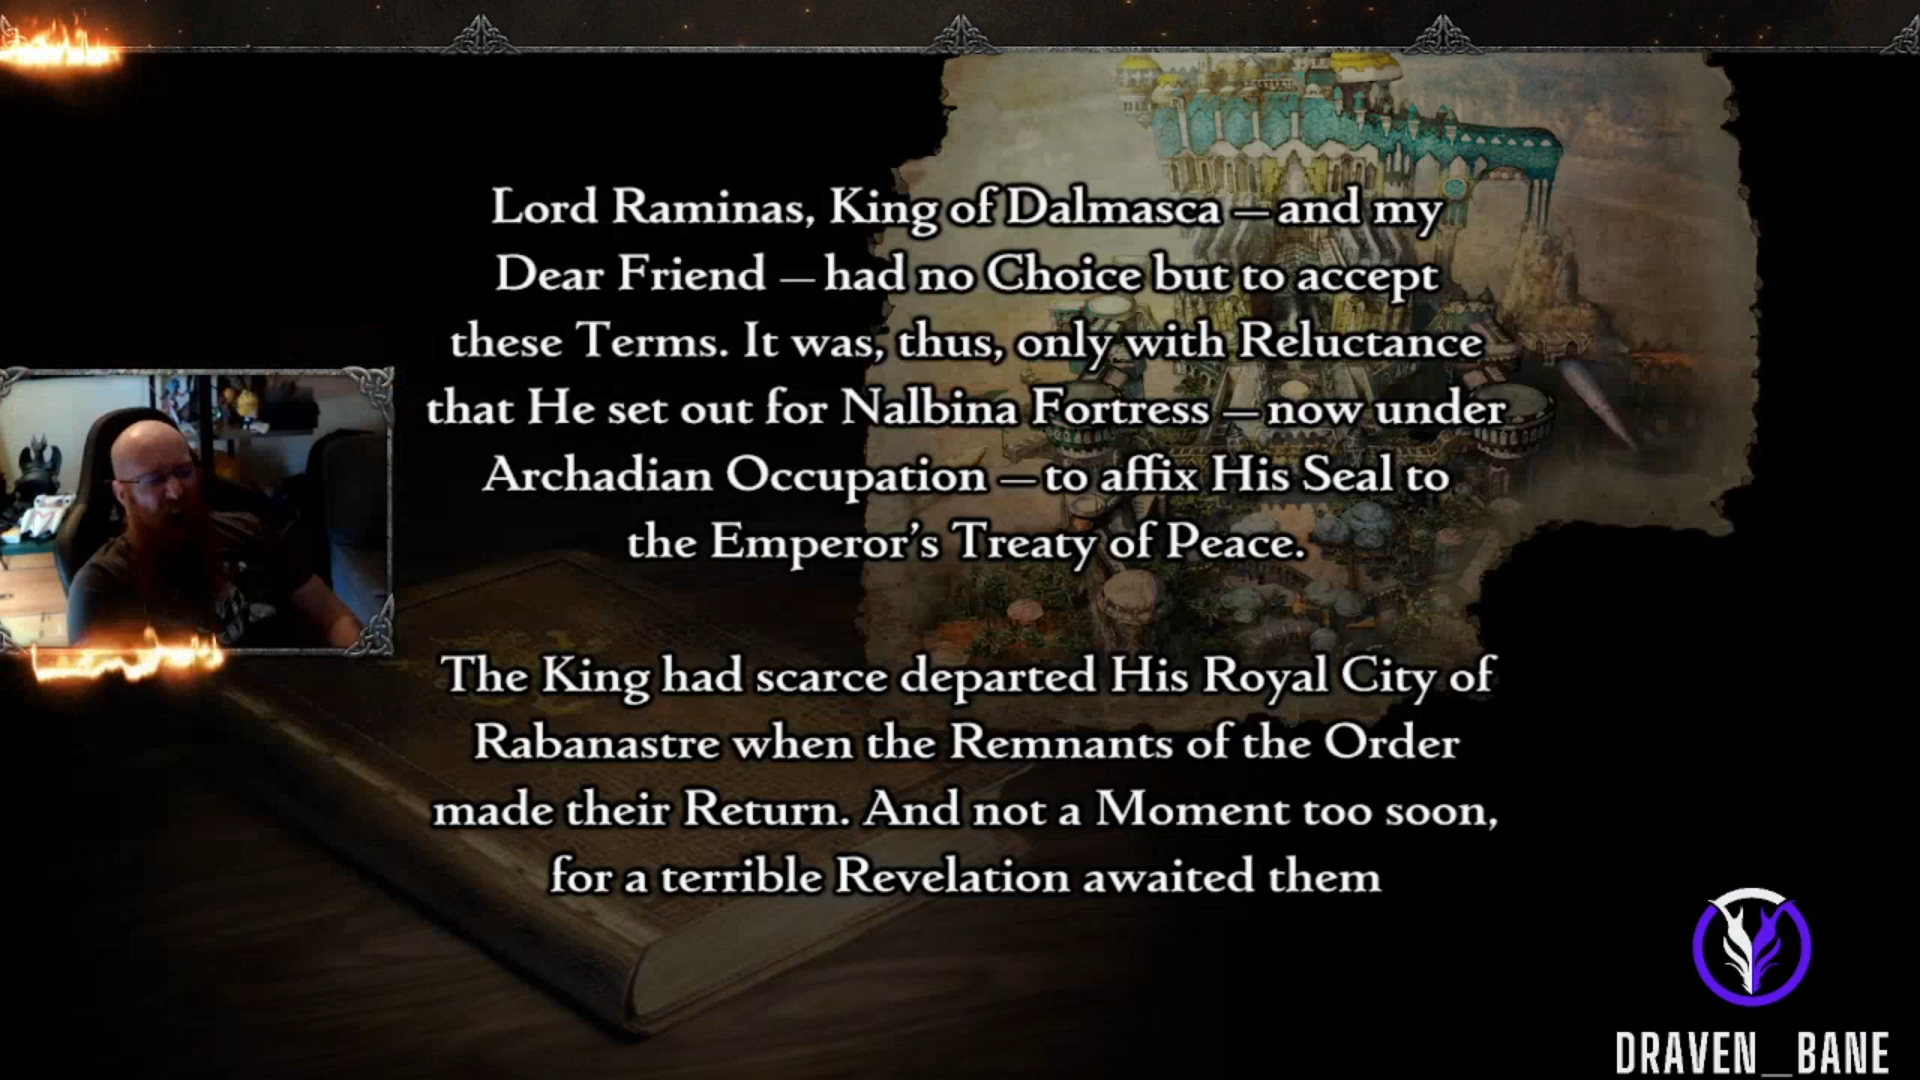 Lord Raminas, King of Dalmasca — and my
Dear Friend — had no Choice but to accept
these Terms. It was, thus, only with Reluctance
that He set out for Nalbina Fortress — now under
Archadian Occupation — to affix His Seal to
the Emperor's Treaty of Peace.
The King had scarce departed His Royal City of
Rabanastre when the Remnants of the Order
made their Return. And not a Moment too soon,
for a terrible Revelation awaited them
DRAVEN_BANE